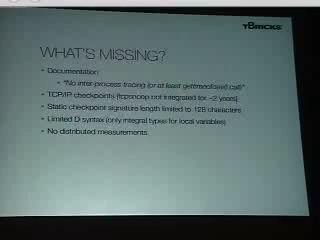 TBRICKS
WHAT'S MISSING?
• Documentation
• "No inter-process tracing (or at least gettimeofday() call)"
• TCP/IP checkpoints (tcpsnoop not integrated for ~2 years)
• Static checkpoint signature length limited to 128 characters
• Limited D syntax (only integral types for local variables)
• No distributed measurements